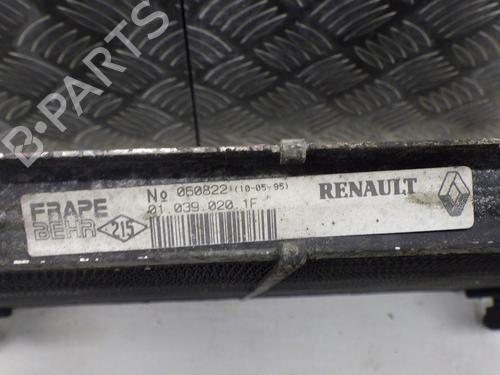 B-PARTS
FRAPE
BEHR
215
Nº 060822 (10-05-95)
01.039.020.1F
RENAULT